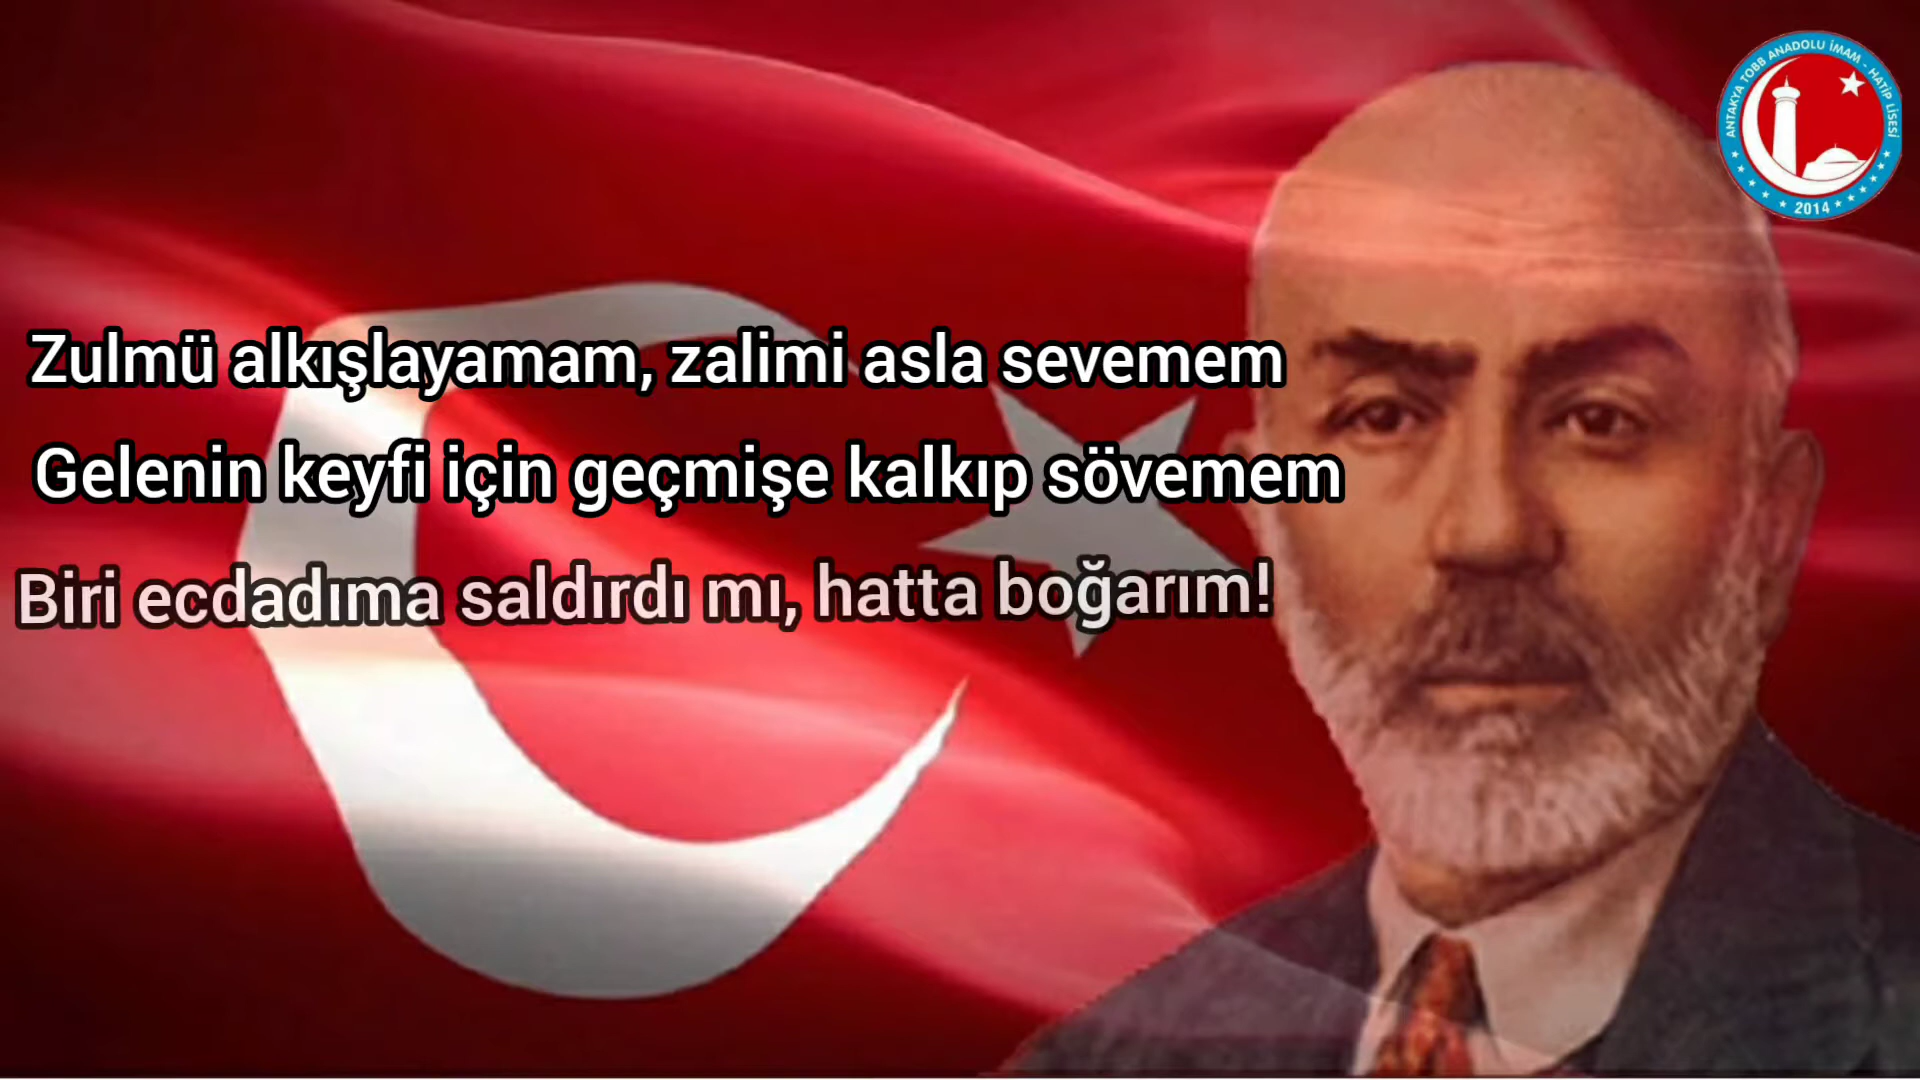 Zulmü alkışlayamam, zalimi asla sevemem
Gelenin keyfi için geçmişe kalkıp sövemem
Biri ecdadıma saldırdı mı, hatta boğarım!
ANTAKYA TOBB ANADOLU İMAM - HATİP LİSESİ
2014